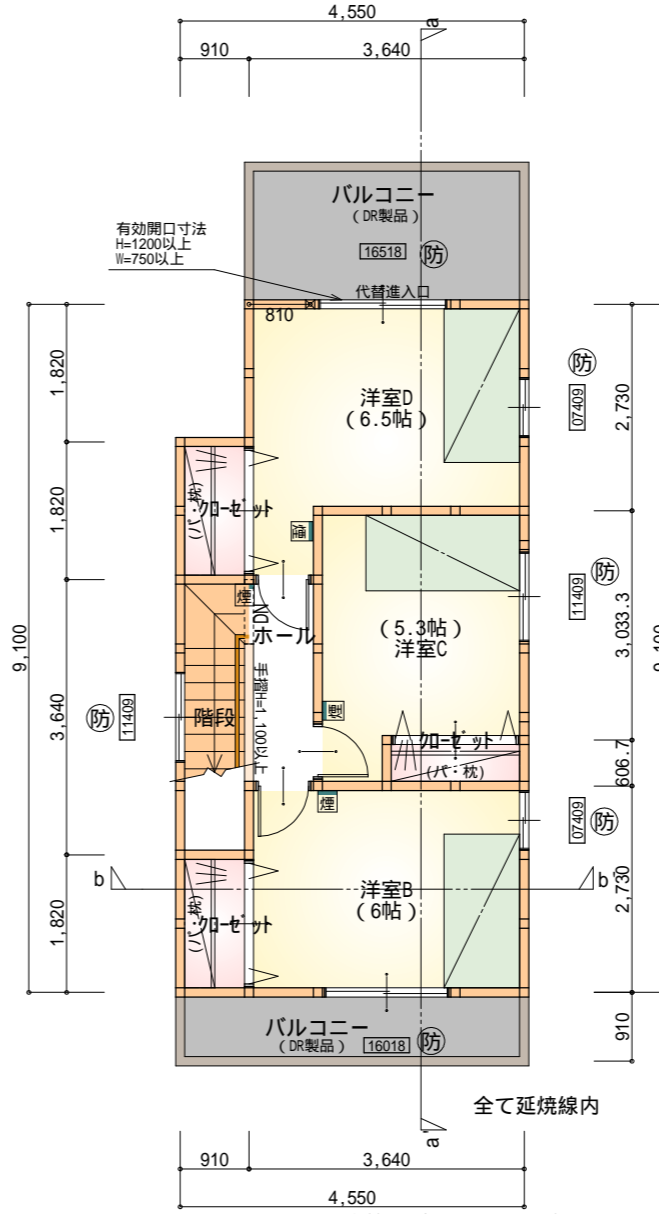 4,550
910
3,640
a
バルコニー
(DR製品)
16518
防
有効開口寸法
H=1200以上
W=750以上
代替進入口
810
洋室D
(6.5帖)
防
07409
2,730
1,820
1,820
クローゼット
(パ・枕)
煙
煙
DN
ホール
(5.3帖)
洋室C
防
11409
3,033.3
9,100
3,640
防
11409
階段
手摺H=1,100以上
煙
クローゼット
(パ・枕)
606.7
煙
07409
防
b
b'
洋室B
(6帖)
2,730
1,820
クローゼット
(パ・枕)
バルコニー
(DR製品)
16018
防
910
全て延焼線内
a'
910
3,640
4,550